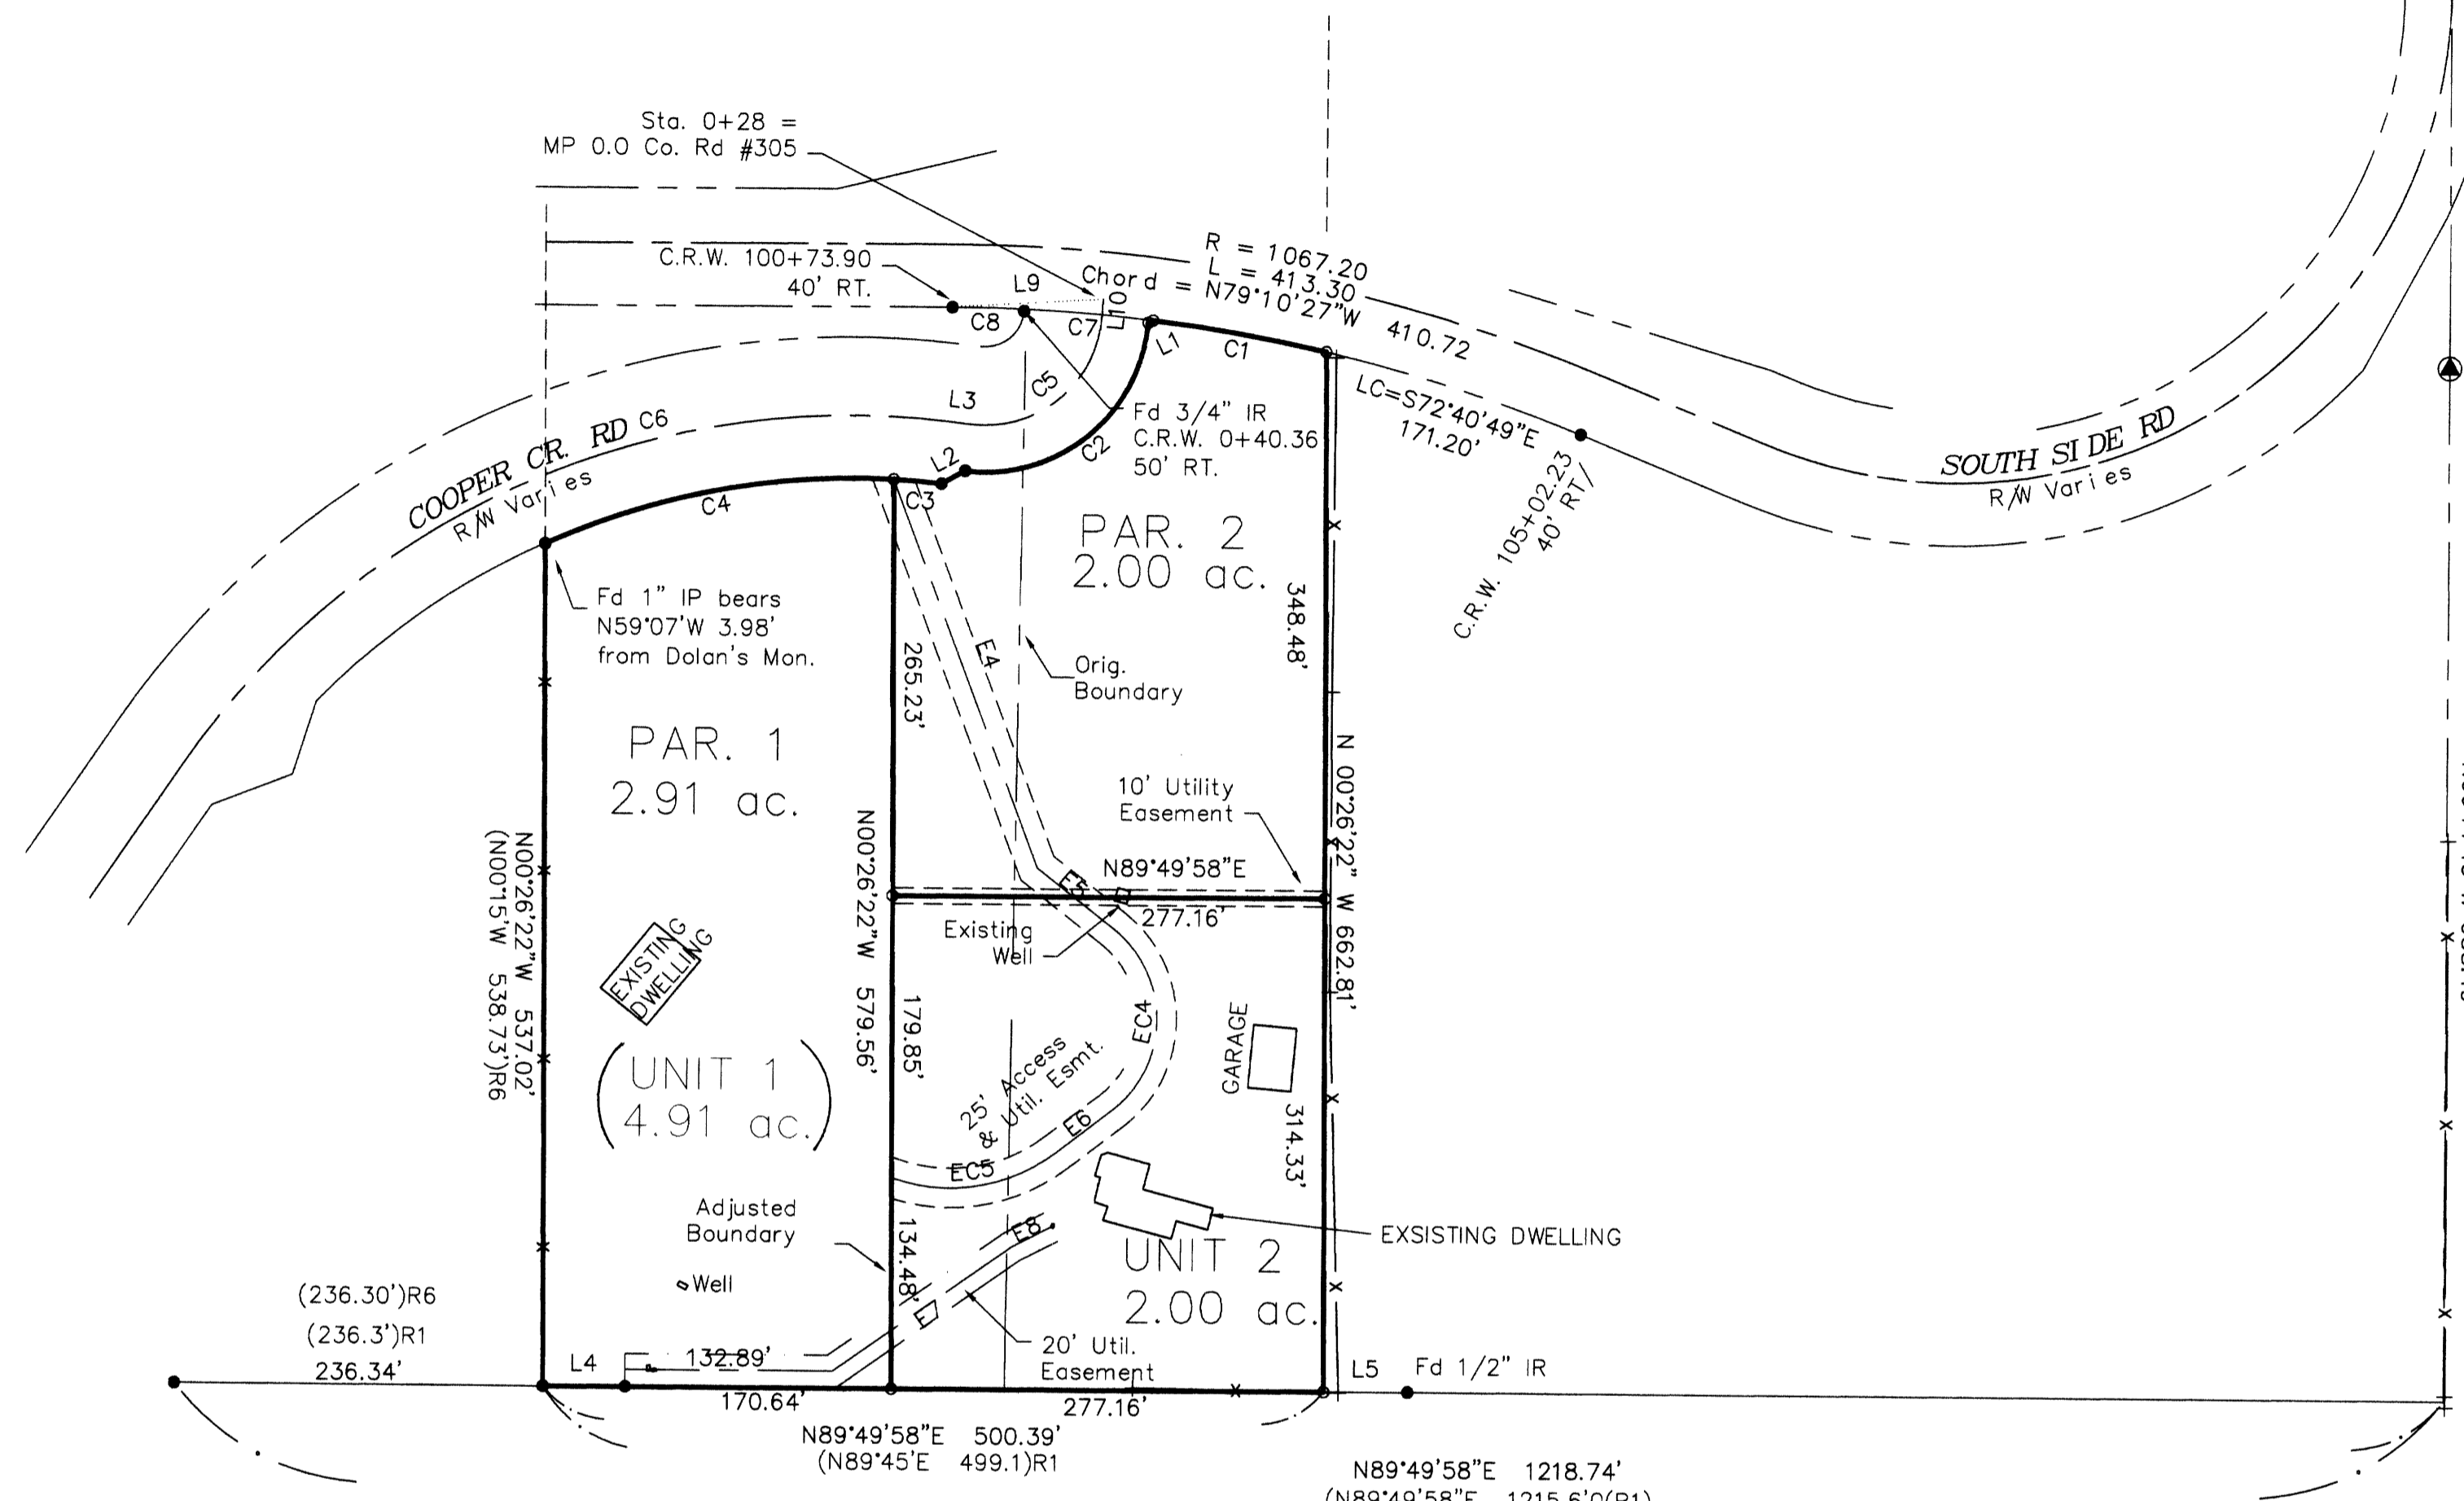 Sta. 0+28 =
MP 0.0 Co. Rd #305
C.R.W. 100+73.90
40' RT.
L9
C8
C7
L10
L1
C1
R = 1067.20
L = 413.30
Chord = N79°10'27"W 410.72
LC=S72°40'49"E
171.20'
C.R.W. 105+02.23
40' RT/
SOUTH SIDE RD
R/W Varies
COOPER CR. RD
R/W Varies
C6
L3
C5
Fd 3/4" IR
C.R.W. 0+40.36
50' RT.
C2
L2
C3
C4
Fd 1" IP bears
N59°07'W 3.98'
from Dolan's Mon.
PAR. 2
2.00 ac.
348.48'
265.23'
E4
Orig.
Boundary
PAR. 1
2.91 ac.
10' Utility
Easement
N89°49'58"E
277.16'
E5
Existing
Well
N 00°26'22" W 662.81'
N00°26'22"W 537.02'
(N00°15'W 538.73')R6
N00°26'22"W 579.56'
EXISTING
DWELLING
179.85'
(UNIT 1
4.91 ac.)
25' Access
& Util. Esmt.
EC4
E6
EC5
GARAGE
314.33'
Adjusted
Boundary
134.48'
E8
E7
EXSISTING DWELLING
UNIT 2
2.00 ac.
Well
20' Util.
Easement
(236.30')R6
(236.3')R1
236.34'
L4
132.89'
170.64'
277.16'
L5
Fd 1/2" IR
N89°49'58"E 500.39'
(N89°45'E 499.1)R1
N89°49'58"E 1218.74'
(N89°49'58"E 1215.6'0(R1)